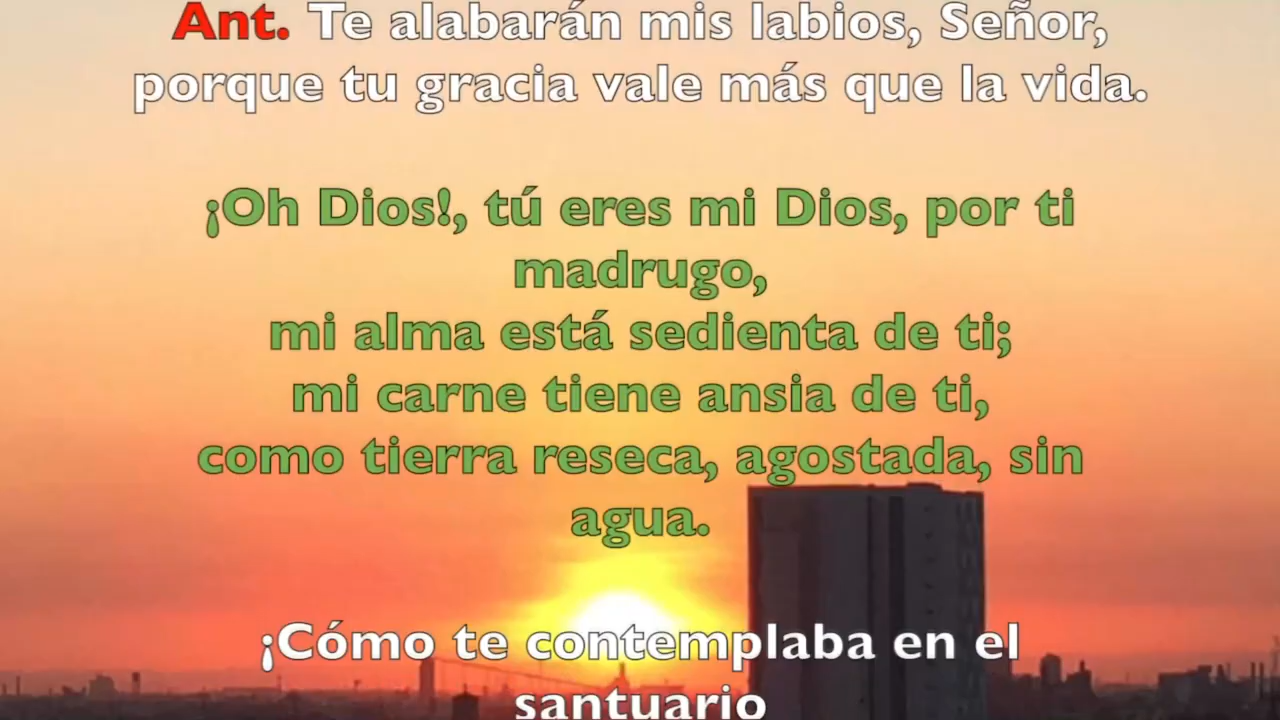 Ant. Te alabarán mis labios, Señor,
porque tu gracia vale más que la vida.
¡Oh Dios!, tú eres mi Dios, por ti
madrugo,
mi alma está sedienta de ti;
mi carne tiene ansia de ti,
como tierra reseca, agostada, sin
agua.
¡Cómo te contemplaba en el
santuario